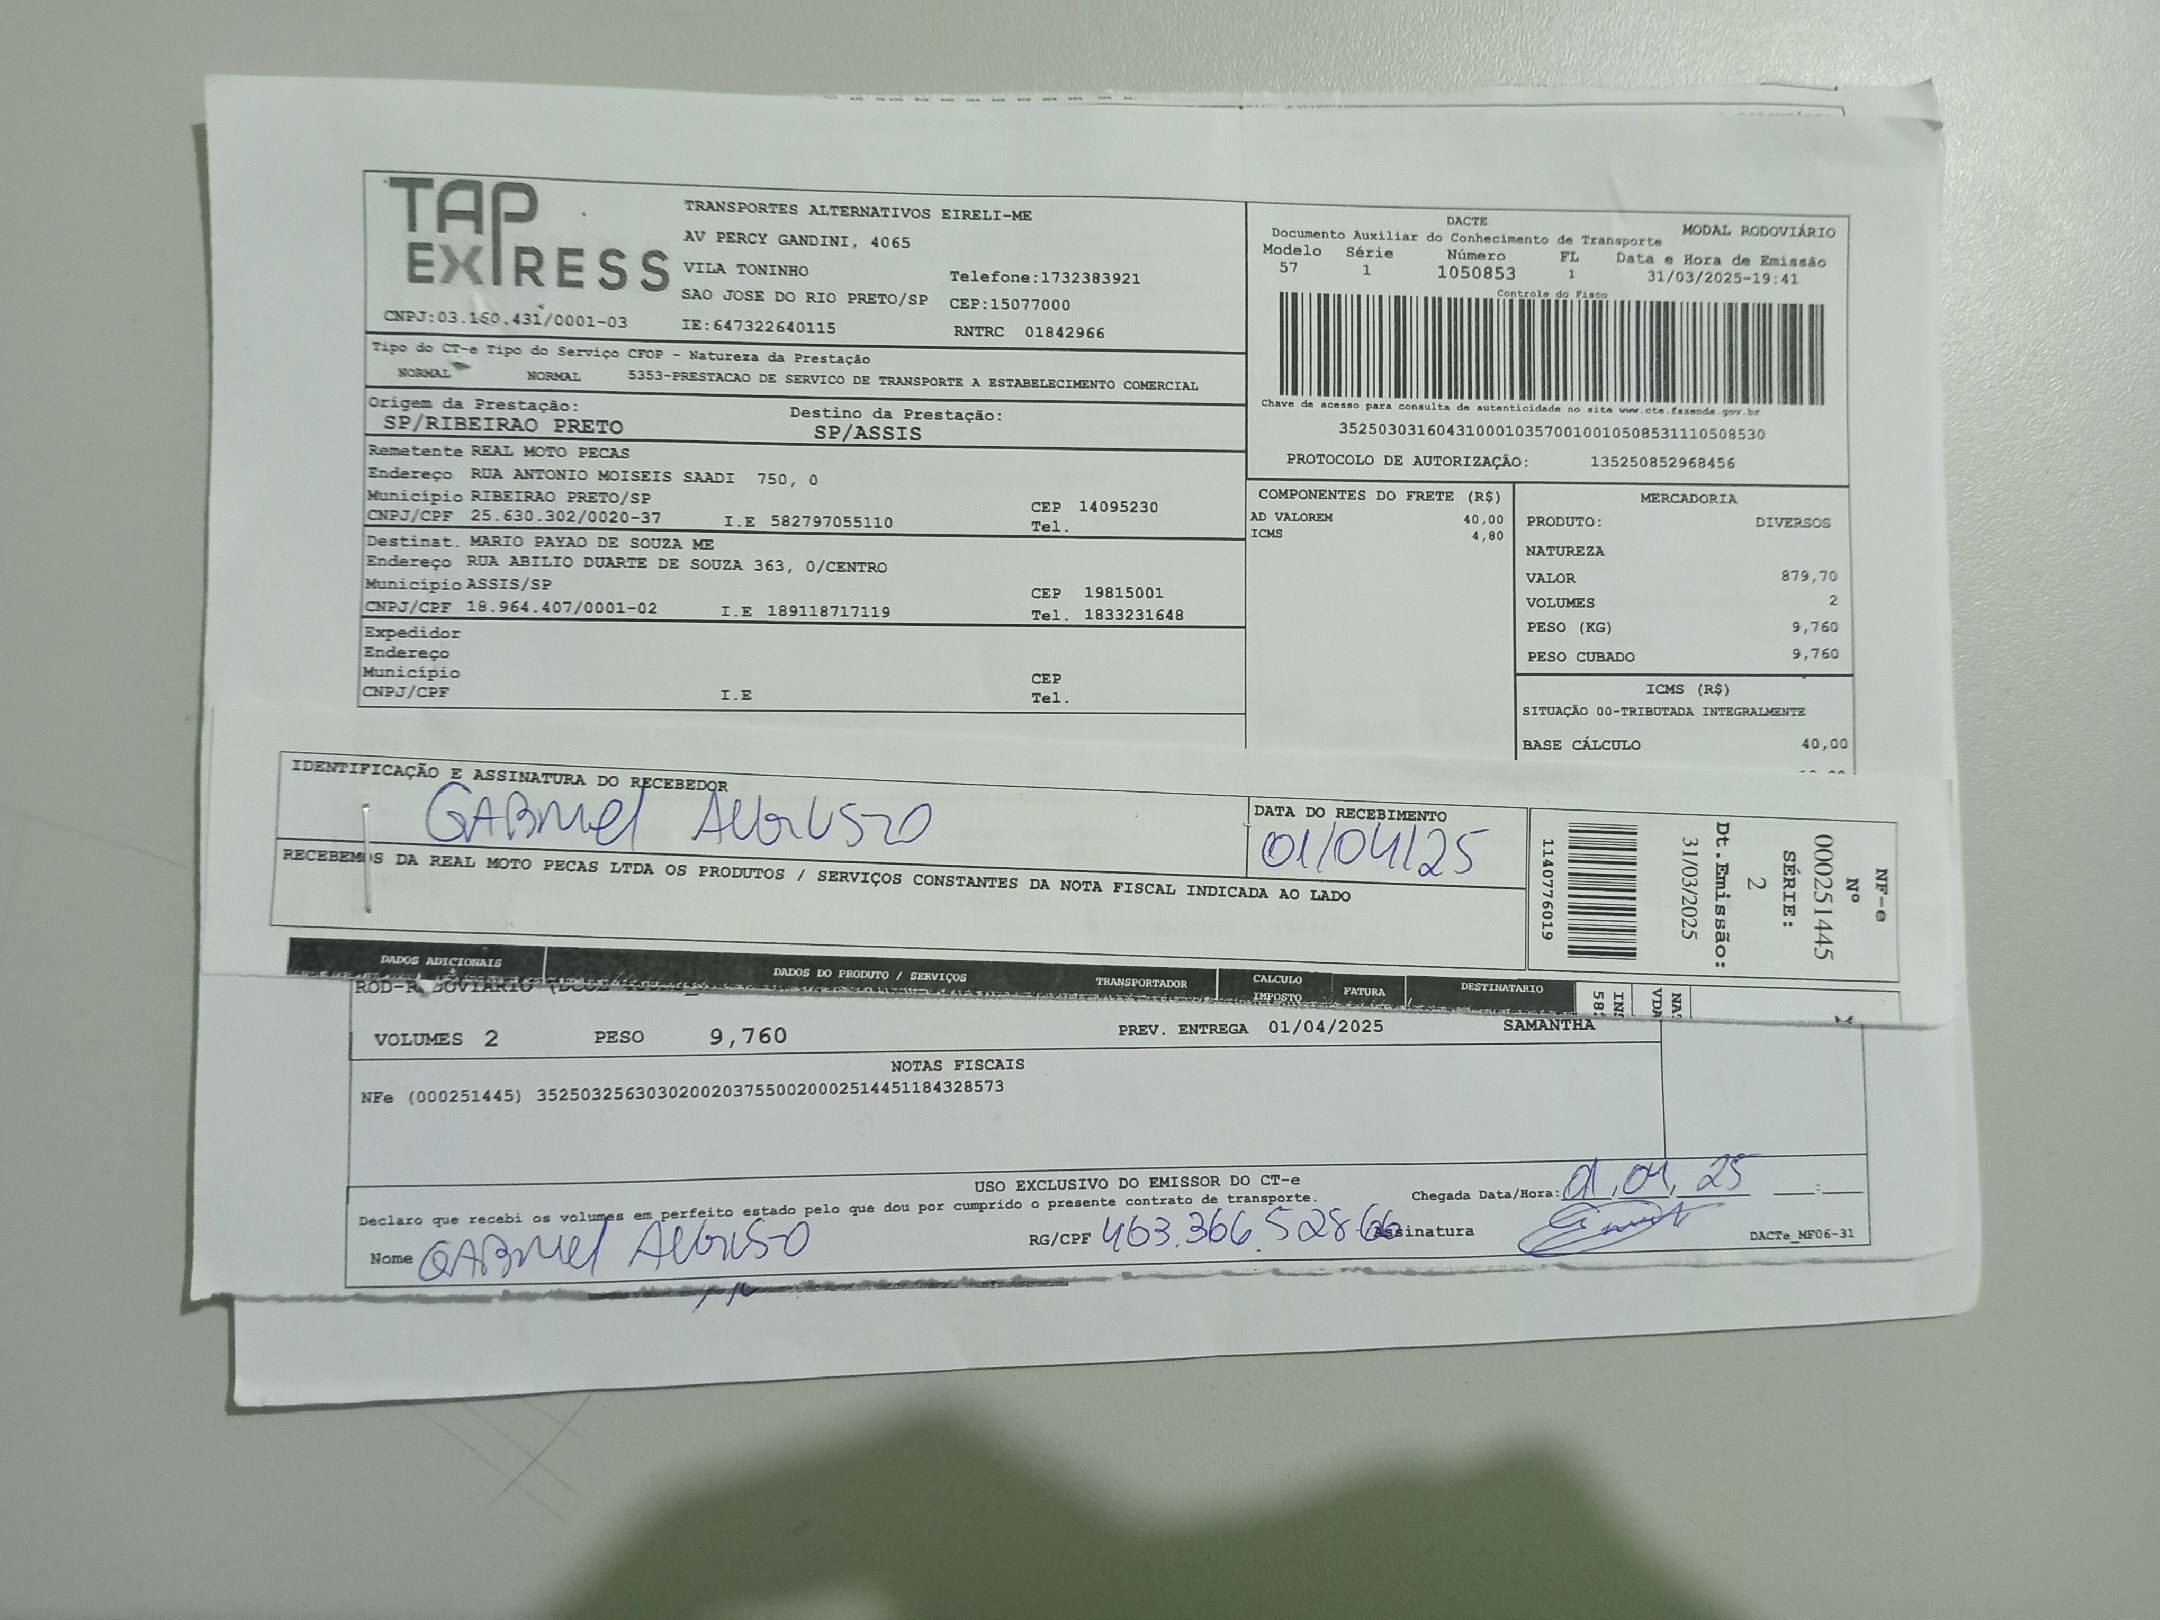 TAP EXPRESS
CNPJ:03.160.431/0001-03
TRANSPORTES ALTERNATIVOS EIRELI-ME
AV PERCY GANDINI, 4065
VILA TONINHO
Telefone:1732383921
SAO JOSE DO RIO PRETO/SP CEP:15077000
IE:647322640115 RNTRC 01842966
DACTE
MODAL RODOVIÁRIO
Documento Auxiliar do Conhecimento de Transporte
Modelo Série Número FL Data e Hora de Emissão
57 1 1050853 1 31/03/2025-19:41
Controle do Fisco
Chave de acesso para consulta de autenticidade no site www.cte.fazenda.gov.br
35250303160431000103570010010508531110508530
PROTOCOLO DE AUTORIZAÇÃO: 135250852968456
Tipo do CT-e Tipo do Serviço CFOP - Natureza da Prestação
NORMAL NORMAL 5353-PRESTACAO DE SERVICO DE TRANSPORTE A ESTABELECIMENTO COMERCIAL
Origem da Prestação: Destino da Prestação:
SP/RIBEIRAO PRETO SP/ASSIS
Remetente REAL MOTO PECAS
Endereço RUA ANTONIO MOISEIS SAADI 750, 0
Município RIBEIRAO PRETO/SP CEP 14095230
CNPJ/CPF 25.630.302/0020-37 I.E 582797055110 Tel.
Destinat. MARIO PAYAO DE SOUZA ME
Endereço RUA ABILIO DUARTE DE SOUZA 363, 0/CENTRO
Município ASSIS/SP CEP 19815001
CNPJ/CPF 18.964.407/0001-02 I.E 189118717119 Tel. 1833231648
Expedidor
Endereço
Município CEP
CNPJ/CPF I.E Tel.
COMPONENTES DO FRETE (R$)
AD VALOREM 40,00
ICMS 4,80
MERCADORIA
PRODUTO: DIVERSOS
NATUREZA
VALOR 879,70
VOLUMES 2
PESO (KG) 9,760
PESO CUBADO 9,760
ICMS (R$)
SITUAÇÃO 00-TRIBUTADA INTEGRALMENTE
BASE CÁLCULO 40,00
IDENTIFICAÇÃO E ASSINATURA DO RECEBEDOR
GABRIEL AUGUSTO
DATA DO RECEBIMENTO
01/04/25
RECEBEMOS DA REAL MOTO PECAS LTDA OS PRODUTOS / SERVIÇOS CONSTANTES DA NOTA FISCAL INDICADA AO LADO
1140776019
NF-e
Nº
000251445
SÉRIE:
2
Dt.Emissão:
31/03/2025
DADOS ADICIONAIS DADOS DO PRODUTO / SERVIÇOS TRANSPORTADOR CALCULO IMPOSTO FATURA DESTINATARIO
VOLUMES 2 PESO 9,760 PREV. ENTREGA 01/04/2025 SAMANTHA
NOTAS FISCAIS
NFe (000251445) 35250325630302002037550020002514451184328573
USO EXCLUSIVO DO EMISSOR DO CT-e
Declaro que recebi os volumes em perfeito estado pelo que dou por cumprido o presente contrato de transporte.
Chegada Data/Hora: 01,04,25 :
Nome GABRIEL AUGUSTO RG/CPF 463.366.528-66 Assinatura
DACTe_MF06-31